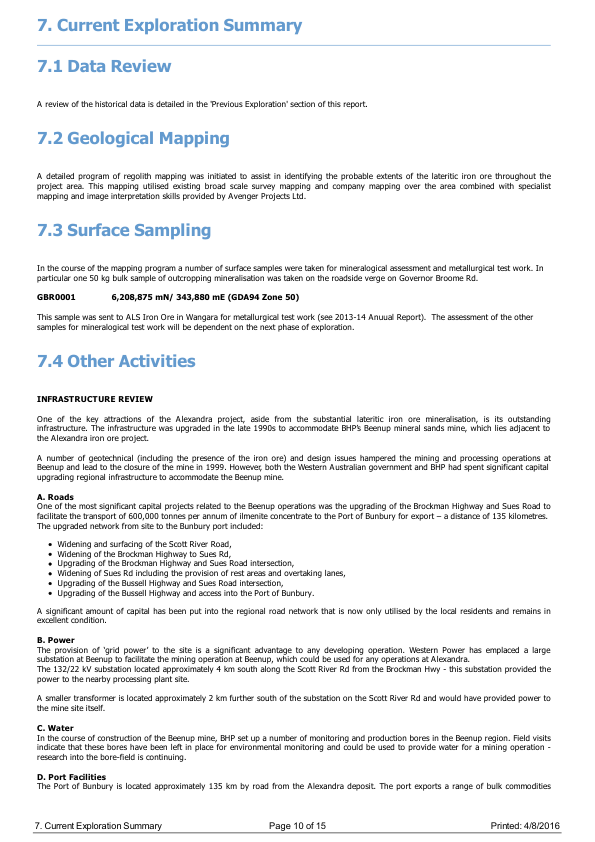 7. Current Exploration Summary
7.1 Data Review
A review of the historical data is detailed in the 'Previous Exploration' section of this report.
7.2 Geological Mapping
A detailed program of regolith mapping was initiated to assist in identifying the probable extents of the lateritic iron ore throughout the
project area. This mapping utilised existing broad scale survey mapping and company mapping over the area combined with specialist
mapping and image interpretation skills provided by Avenger Projects Ltd.
7.3 Surface Sampling
In the course of the mapping program a number of surface samples were taken for mineralogical assessment and metallurgical test work. In
particular one 50 kg bulk sample of outcropping mineralisation was taken on the roadside verge on Governor Broome Rd.
GBR0001 6,208,875 mN/ 343,880 mE (GDA94 Zone 50)
This sample was sent to ALS Iron Ore in Wangara for metallurgical test work (see 2013-14 Anuual Report). The assessment of the other
samples for mineralogical test work will be dependent on the next phase of exploration.
7.4 Other Activities
INFRASTRUCTURE REVIEW
One of the key attractions of the Alexandra project, aside from the substantial lateritic iron ore mineralisation, is its outstanding
infrastructure. The infrastructure was upgraded in the late 1990s to accommodate BHP's Beenup mineral sands mine, which lies adjacent to
the Alexandra iron ore project.
A number of geotechnical (including the presence of the iron ore) and design issues hampered the mining and processing operations at
Beenup and lead to the closure of the mine in 1999. However, both the Western Australian government and BHP had spent significant capital
upgrading regional infrastructure to accommodate the Beenup mine.
A. Roads
One of the most significant capital projects related to the Beenup operations was the upgrading of the Brockman Highway and Sues Road to
facilitate the transport of 600,000 tonnes per annum of ilmenite concentrate to the Port of Bunbury for export – a distance of 135 kilometres.
The upgraded network from site to the Bunbury port included:
• Widening and surfacing of the Scott River Road,
• Widening of the Brockman Highway to Sues Rd,
• Upgrading of the Brockman Highway and Sues Road intersection,
• Widening of Sues Rd including the provision of rest areas and overtaking lanes,
• Upgrading of the Bussell Highway and Sues Road intersection,
• Upgrading of the Bussell Highway and access into the Port of Bunbury.
A significant amount of capital has been put into the regional road network that is now only utilised by the local residents and remains in
excellent condition.
B. Power
The provision of 'grid power' to the site is a significant advantage to any developing operation. Western Power has emplaced a large
substation at Beenup to facilitate the mining operation at Beenup, which could be used for any operations at Alexandra.
The 132/22 kV substation located approximately 4 km south along the Scott River Rd from the Brockman Hwy - this substation provided the
power to the nearby processing plant site.
A smaller transformer is located approximately 2 km further south of the substation on the Scott River Rd and would have provided power to
the mine site itself.
C. Water
In the course of construction of the Beenup mine, BHP set up a number of monitoring and production bores in the Beenup region. Field visits
indicate that these bores have been left in place for environmental monitoring and could be used to provide water for a mining operation -
research into the bore-field is continuing.
D. Port Facilities
The Port of Bunbury is located approximately 135 km by road from the Alexandra deposit. The port exports a range of bulk commodities
7. Current Exploration Summary Page 10 of 15 Printed: 4/8/2016